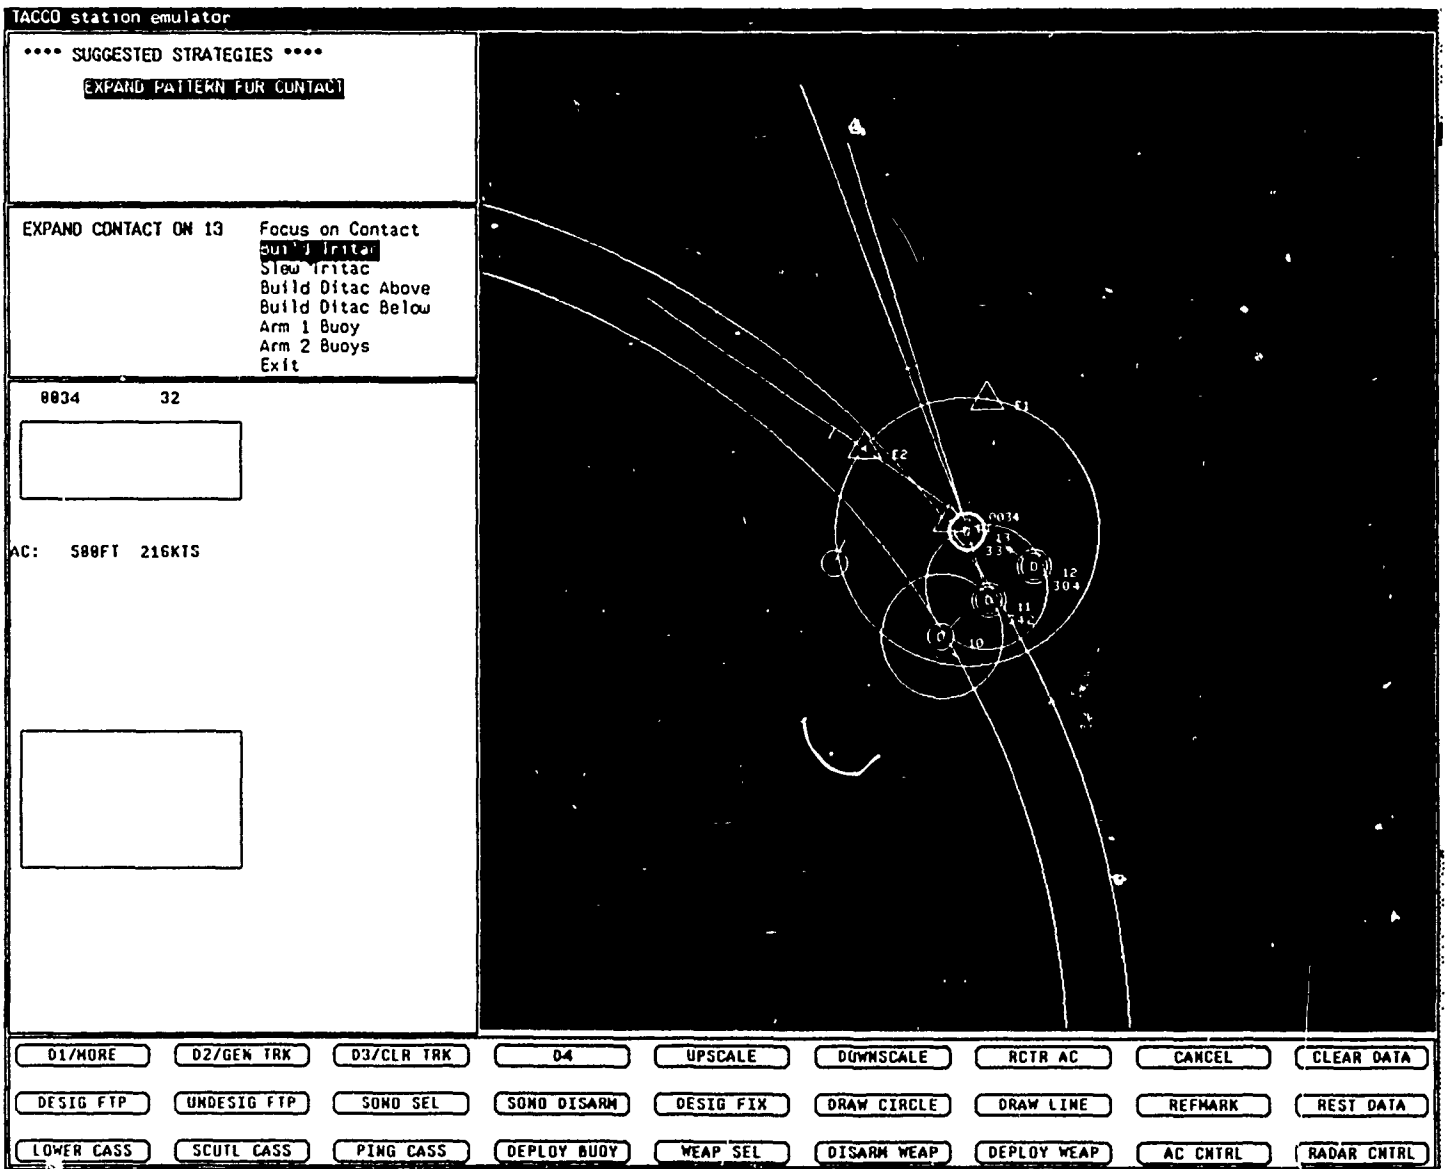 TACCO station emulator
**** SUGGESTED STRATEGIES ****
EXPAND PATTERN FOR CONTACT
EXPAND CONTACT ON 13
Focus on Contact
Build Tritac
Slew Tritac
Build Ditac Above
Build Ditac Below
Arm 1 Buoy
Arm 2 Buoys
Exit
0034 32
AC: 500FT 216KTS
E1
E2
0034
13
33
D 12
304
D 11
342
D 10
D1/MORE D2/GEN TRK D3/CLR TRK D4 UPSCALE DOWNSCALE RCTR AC CANCEL CLEAR DATA
DESIG FTP UNDESIG FTP SONO SEL SONO DISARM DESIG FIX DRAW CIRCLE DRAW LINE REFMARK REST DATA
LOWER CASS SCUTL CASS PING CASS DEPLOY BUOY WEAP SEL DISARM WEAP DEPLOY WEAP AC CNTRL RADAR CNTRL